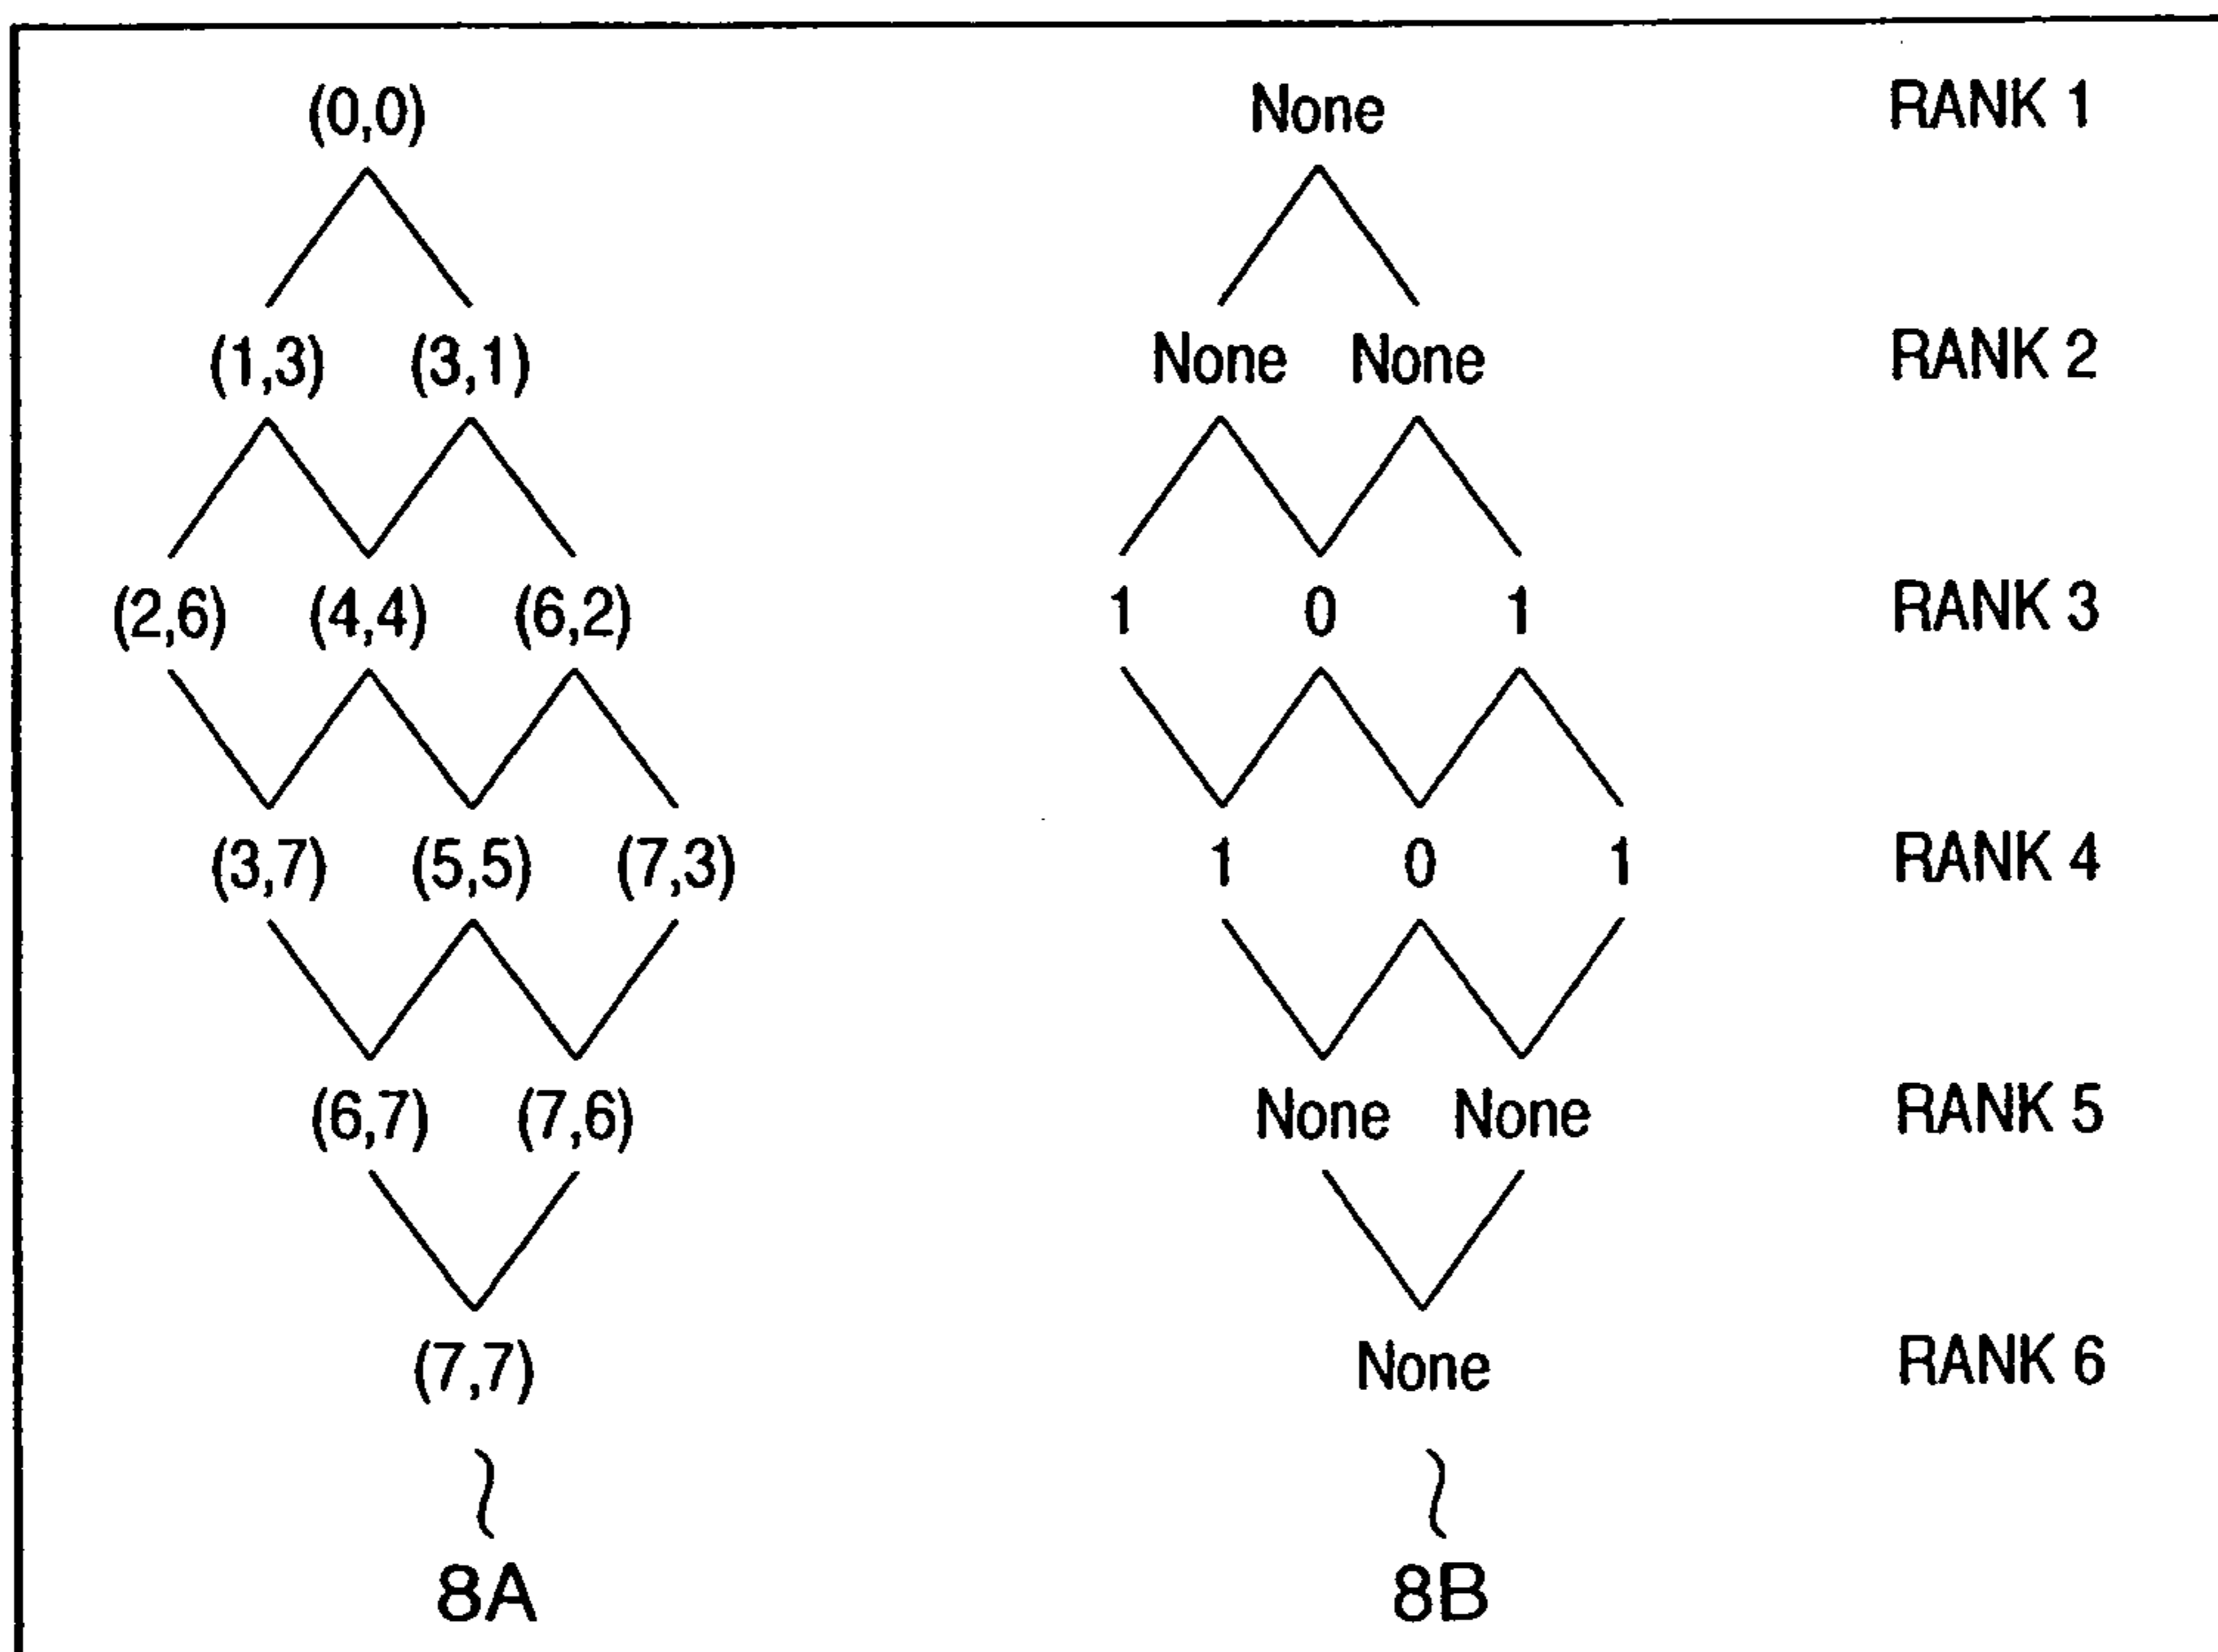 (0,0) None RANK 1
(1,3) (3,1) None None RANK 2
(2,6) (4,4) (6,2) 1 0 1 RANK 3
(3,7) (5,5) (7,3) 1 0 1 RANK 4
(6,7) (7,6) None None RANK 5
(7,7) None RANK 6
8A 8B